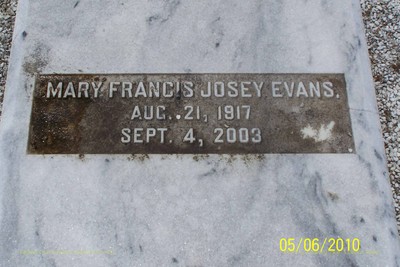 MARY FRANCIS JOSEY EVANS.
AUG. 21, 1917
SEPT. 4, 2003
05/06/2010